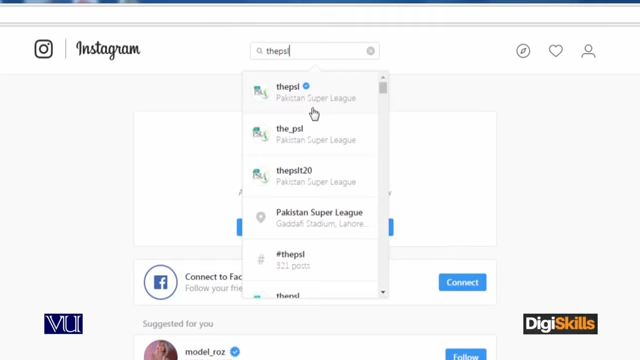 Instagram
thepsl
thepsl
Pakistan Super League
the_psl
Pakistan Super League
thepslt20
Pakistan Super League
Pakistan Super League
Gaddafi Stadium, Lahore...
#thepsl
321 posts
thepsl
Connect to Fac
Follow your frien
Connect
VU
DigiSkills
Suggested for you
model_roz
Follow